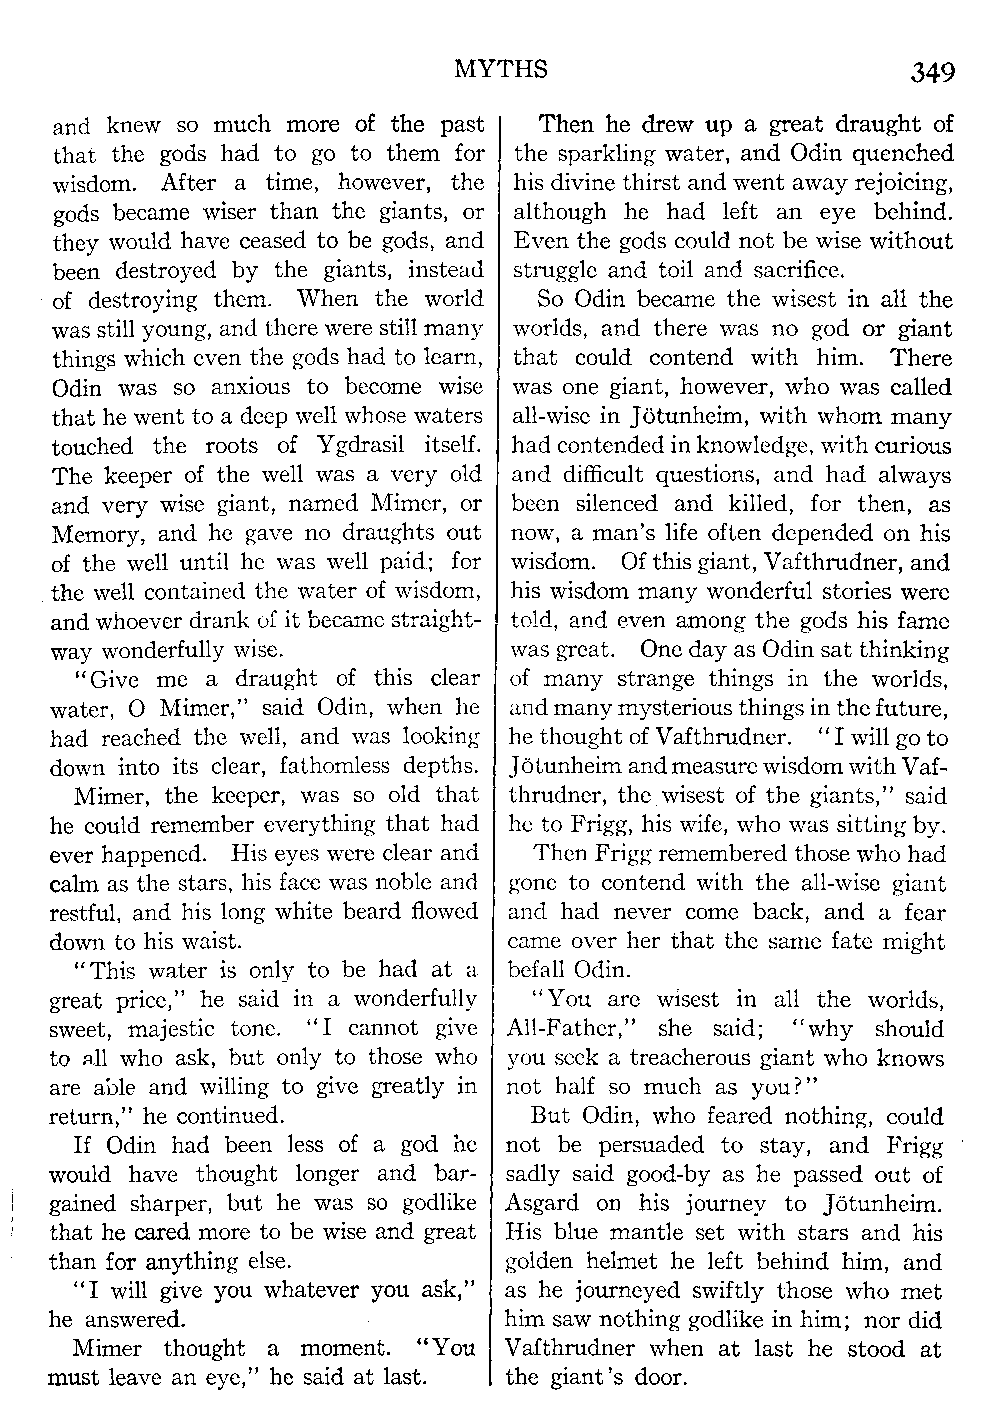 MYTHS
349
and knew so much more of the past
that the gods had to go to them for
wisdom. After a time, however, the
gods became wiser than the giants, or
they would have ceased to be gods, and
been destroyed by the giants, instead
of destroying them. When the world
was still young, and there were still many
things which even the gods had to learn,
Odin was so anxious to become wise
that he went to a deep well whose waters
touched the roots of Ygdrasil itself.
The keeper of the well was a very old
and very wise giant, named Mimer, or
Memory, and he gave no draughts out
of the well until he was well paid; for
the well contained the water of wisdom,
and whoever drank of it became straight-
way wonderfully wise.
"Give me a draught of this clear
water, O Mimer," said Odin, when he
had reached the well, and was looking
down into its clear, fathomless depths.
Mimer, the keeper, was so old that
he could remember everything that had
ever happened. His eyes were clear and
calm as the stars, his face was noble and
restful, and his long white beard flowed
down to his waist.
"This water is only to be had at a
great price," he said in a wonderfully
sweet, majestic tone. "I cannot give
to all who ask, but only to those who
are able and willing to give greatly in
return," he continued.
If Odin had been less of a god he
would have thought longer and bar-
gained sharper, but he was so godlike
that he cared more to be wise and great
than for anything else.
"I will give you whatever you ask,"
he answered.
Mimer thought a moment. "You
must leave an eye," he said at last.
Then he drew up a great draught of
the sparkling water, and Odin quenched
his divine thirst and went away rejoicing,
although he had left an eye behind.
Even the gods could not be wise without
struggle and toil and sacrifice.
So Odin became the wisest in all the
worlds, and there was no god or giant
that could contend with him. There
was one giant, however, who was called
all-wise in Jötunheim, with whom many
had contended in knowledge, with curious
and difficult questions, and had always
been silenced and killed, for then, as
now, a man's life often depended on his
wisdom. Of this giant, Vafthrudner, and
his wisdom many wonderful stories were
told, and even among the gods his fame
was great. One day as Odin sat thinking
of many strange things in the worlds,
and many mysterious things in the future,
he thought of Vafthrudner. "I will go to
Jötunheim and measure wisdom with Vaf-
thrudner, the wisest of the giants," said
he to Frigg, his wife, who was sitting by.
Then Frigg remembered those who had
gone to contend with the all-wise giant
and had never come back, and a fear
came over her that the same fate might
befall Odin.
"You are wisest in all the worlds,
All-Father," she said; "why should
you seek a treacherous giant who knows
not half so much as you?"
But Odin, who feared nothing, could
not be persuaded to stay, and Frigg
sadly said good-by as he passed out of
Asgard on his journey to Jötunheim.
His blue mantle set with stars and his
golden helmet he left behind him, and
as he journeyed swiftly those who met
him saw nothing godlike in him; nor did
Vafthrudner when at last he stood at
the giant's door.